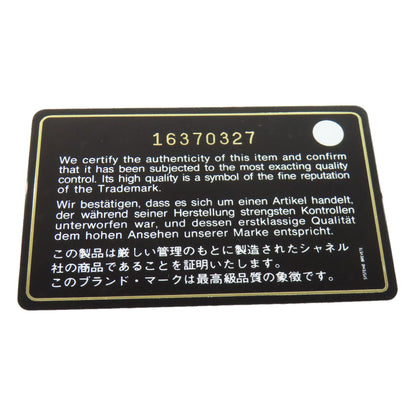 16370327
We certify the authenticity of this item and confirm
that it has been subjected to the most exacting quality
control. Its high quality is a symbol of the fine reputation
of the Trademark.
Wir bestätigen, dass es sich um einen Artikel handelt,
der während seiner Herstellung strengsten Kontrollen
unterworfen war, und dessen erstklassige Qualität
dem hohen Ansehen unserer Marke entspricht.
この製品は厳しい管理のもとに製造されたシャネル
社の商品であることを証明いたします。
このブランド・マークは最高級品質の象徴です。